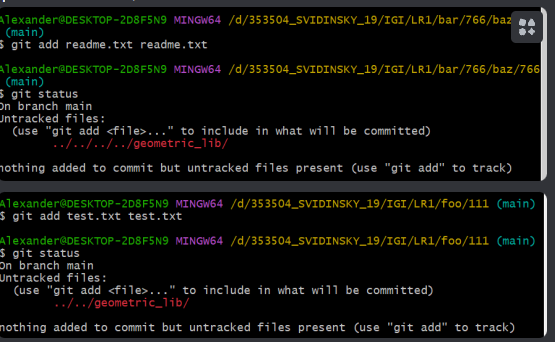 Alexander@DESKTOP-2D8F5N9 MINGW64 /d/353504_SVIDINSKY_19/IGI/LR1/bar/766/baz
(main)
$ git add readme.txt readme.txt
Alexander@DESKTOP-2D8F5N9 MINGW64 /d/353504_SVIDINSKY_19/IGI/LR1/bar/766/baz/766
(main)
$ git status
On branch main
Untracked files:
(use "git add <file>..." to include in what will be committed)
../../../../geometric_lib/
nothing added to commit but untracked files present (use "git add" to track)
Alexander@DESKTOP-2D8F5N9 MINGW64 /d/353504_SVIDINSKY_19/IGI/LR1/foo/111 (main)
$ git add test.txt test.txt
Alexander@DESKTOP-2D8F5N9 MINGW64 /d/353504_SVIDINSKY_19/IGI/LR1/foo/111 (main)
$ git status
On branch main
Untracked files:
(use "git add <file>..." to include in what will be committed)
../../geometric_lib/
nothing added to commit but untracked files present (use "git add" to track)